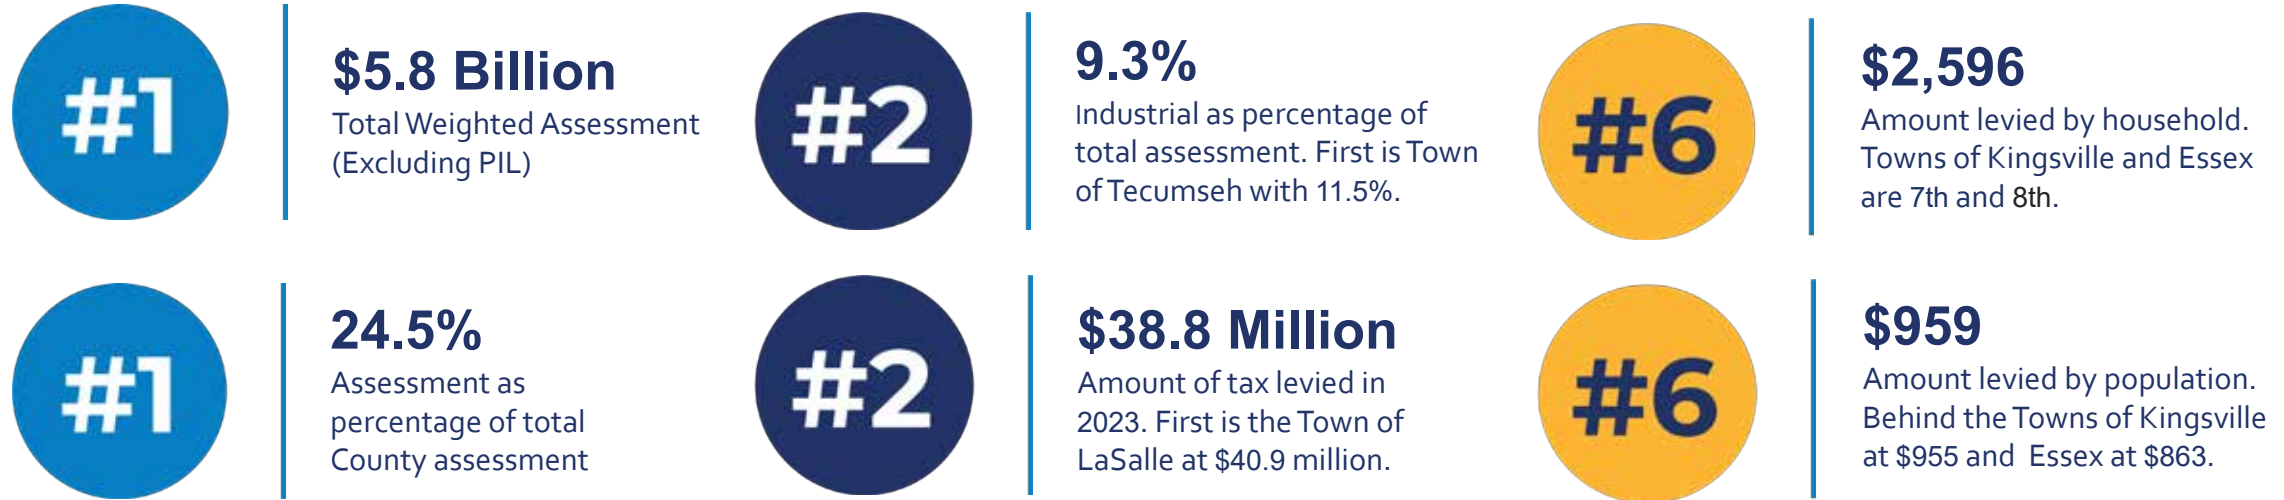 #1
$5.8 Billion
Total Weighted Assessment
(Excluding PIL)
#2
9.3%
Industrial as percentage of
total assessment. First is Town
of Tecumseh with 11.5%.
#6
$2,596
Amount levied by household.
Towns of Kingsville and Essex
are 7th and 8th.
#1
24.5%
Assessment as
percentage of total
County assessment
#2
$38.8 Million
Amount of tax levied in
2023. First is the Town of
LaSalle at $40.9 million.
#6
$959
Amount levied by population.
Behind the Towns of Kingsville
at $955 and Essex at $863.